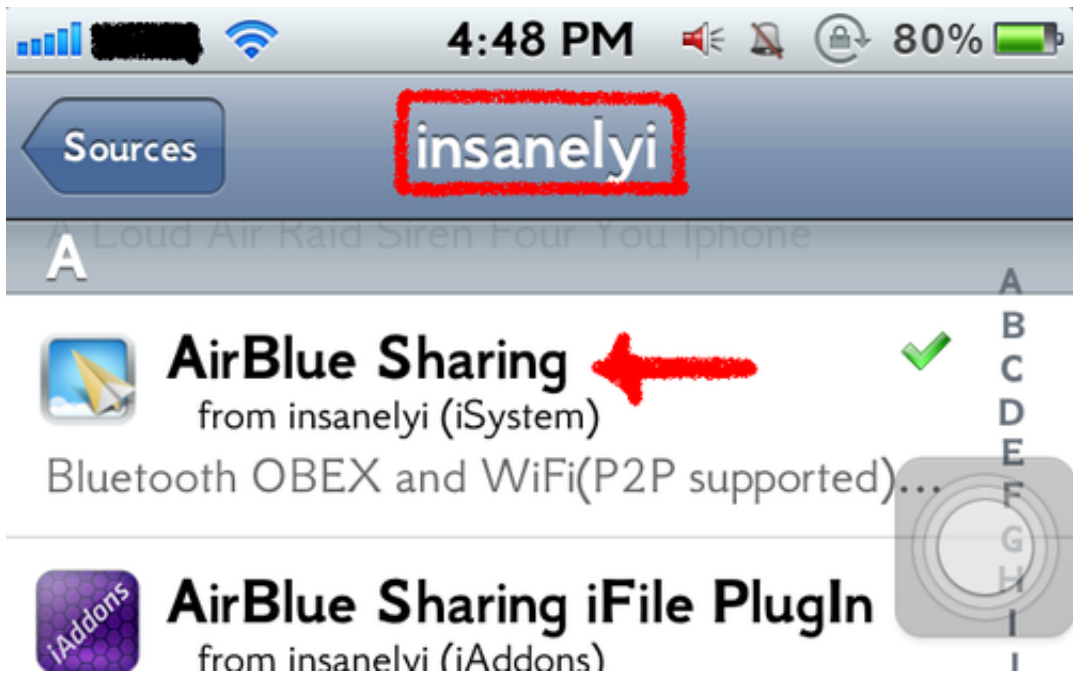 4:48 PM 80%
Sources
insanelyi
A Loud Air Raid Siren Four You Iphone
A
AirBlue Sharing
from insanelyi (iSystem)
Bluetooth OBEX and WiFi(P2P supported)...
iAddons
AirBlue Sharing iFile PlugIn
from insanelyi (iAddons)
A
B
C
D
E
F
G
H
I